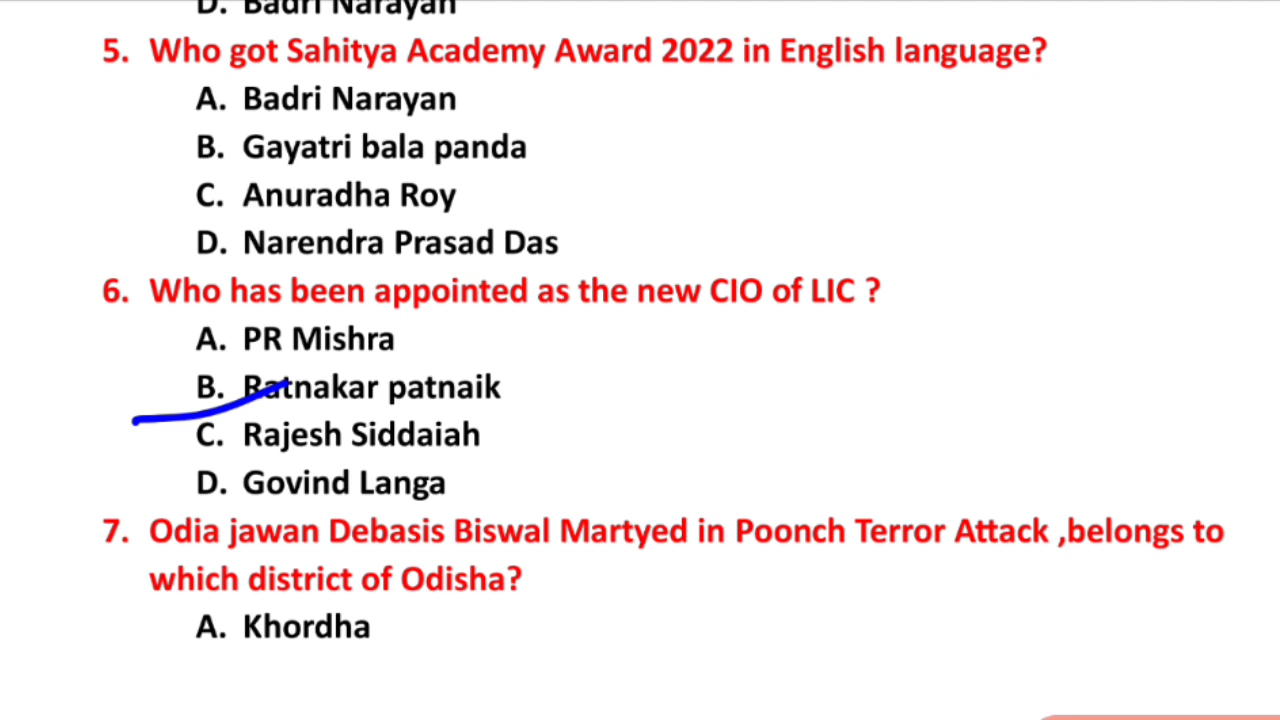 D. Badri Narayan
5. Who got Sahitya Academy Award 2022 in English language?
A. Badri Narayan
B. Gayatri bala panda
C. Anuradha Roy
D. Narendra Prasad Das
6. Who has been appointed as the new CIO of LIC ?
A. PR Mishra
B. Ratnakar patnaik
C. Rajesh Siddaiah
D. Govind Langa
7. Odia jawan Debasis Biswal Martyed in Poonch Terror Attack ,belongs to
which district of Odisha?
A. Khordha